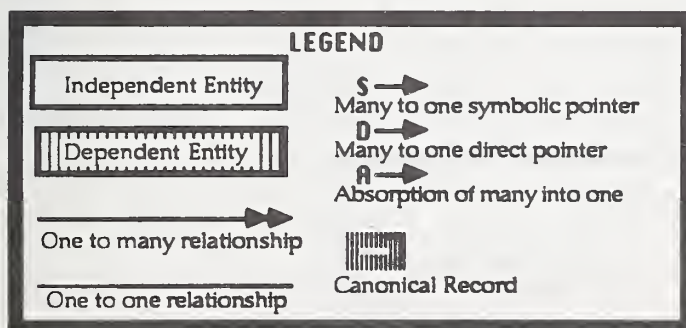 LEGEND
Independent Entity
Dependent Entity
One to many relationship
One to one relationship
S
Many to one symbolic pointer
D
Many to one direct pointer
A
Absorption of many into one
Canonical Record